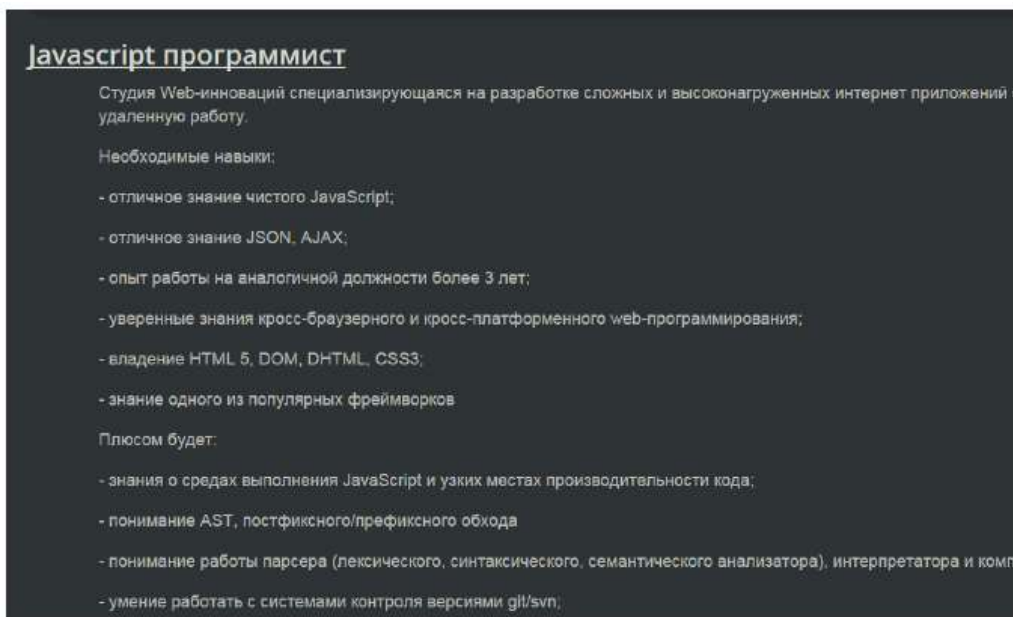 Javascript программист
Студия Web-инноваций специализирующаяся на разработке сложных и высоконагруженных интернет приложений
удаленную работу.
Необходимые навыки:
- отличное знание чистого JavaScript;
- отличное знание JSON, AJAX;
- опыт работы на аналогичной должности более 3 лет;
- уверенные знания кросс-браузерного и кросс-платформенного web-программирования;
- владение HTML 5, DOM, DHTML, CSS3;
- знание одного из популярных фреймворков
Плюсом будет:
- знания о средах выполнения JavaScript и узких местах производительности кода;
- понимание AST, постфиксного/префиксного обхода
- понимание работы парсера (лексического, синтаксического, семантического анализатора), интерпретатора и комп
- умение работать с системами контроля версиями git/svn;